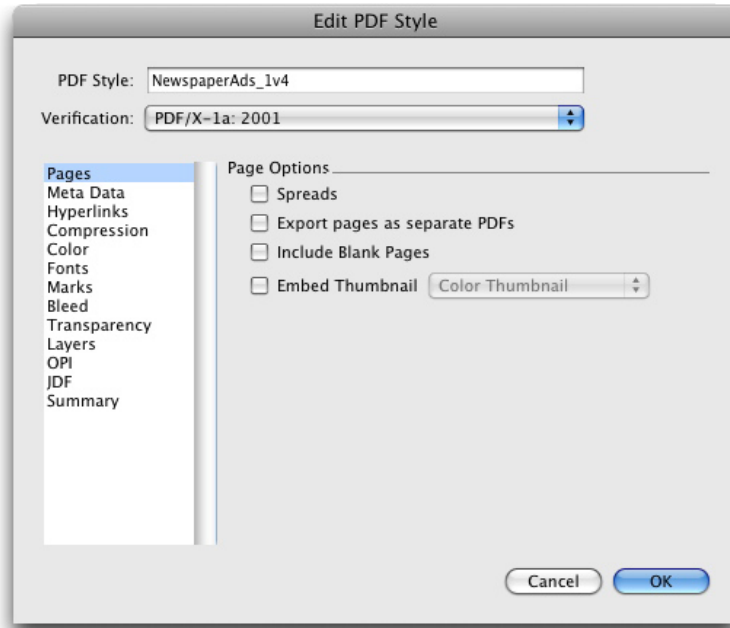 Edit PDF Style
PDF Style: NewspaperAds_1v4
Verification: PDF/X-1a: 2001
Pages
Meta Data
Hyperlinks
Compression
Color
Fonts
Marks
Bleed
Transparency
Layers
OPI
JDF
Summary
Page Options
Spreads
Export pages as separate PDFs
Include Blank Pages
Embed Thumbnail Color Thumbnail
Cancel OK